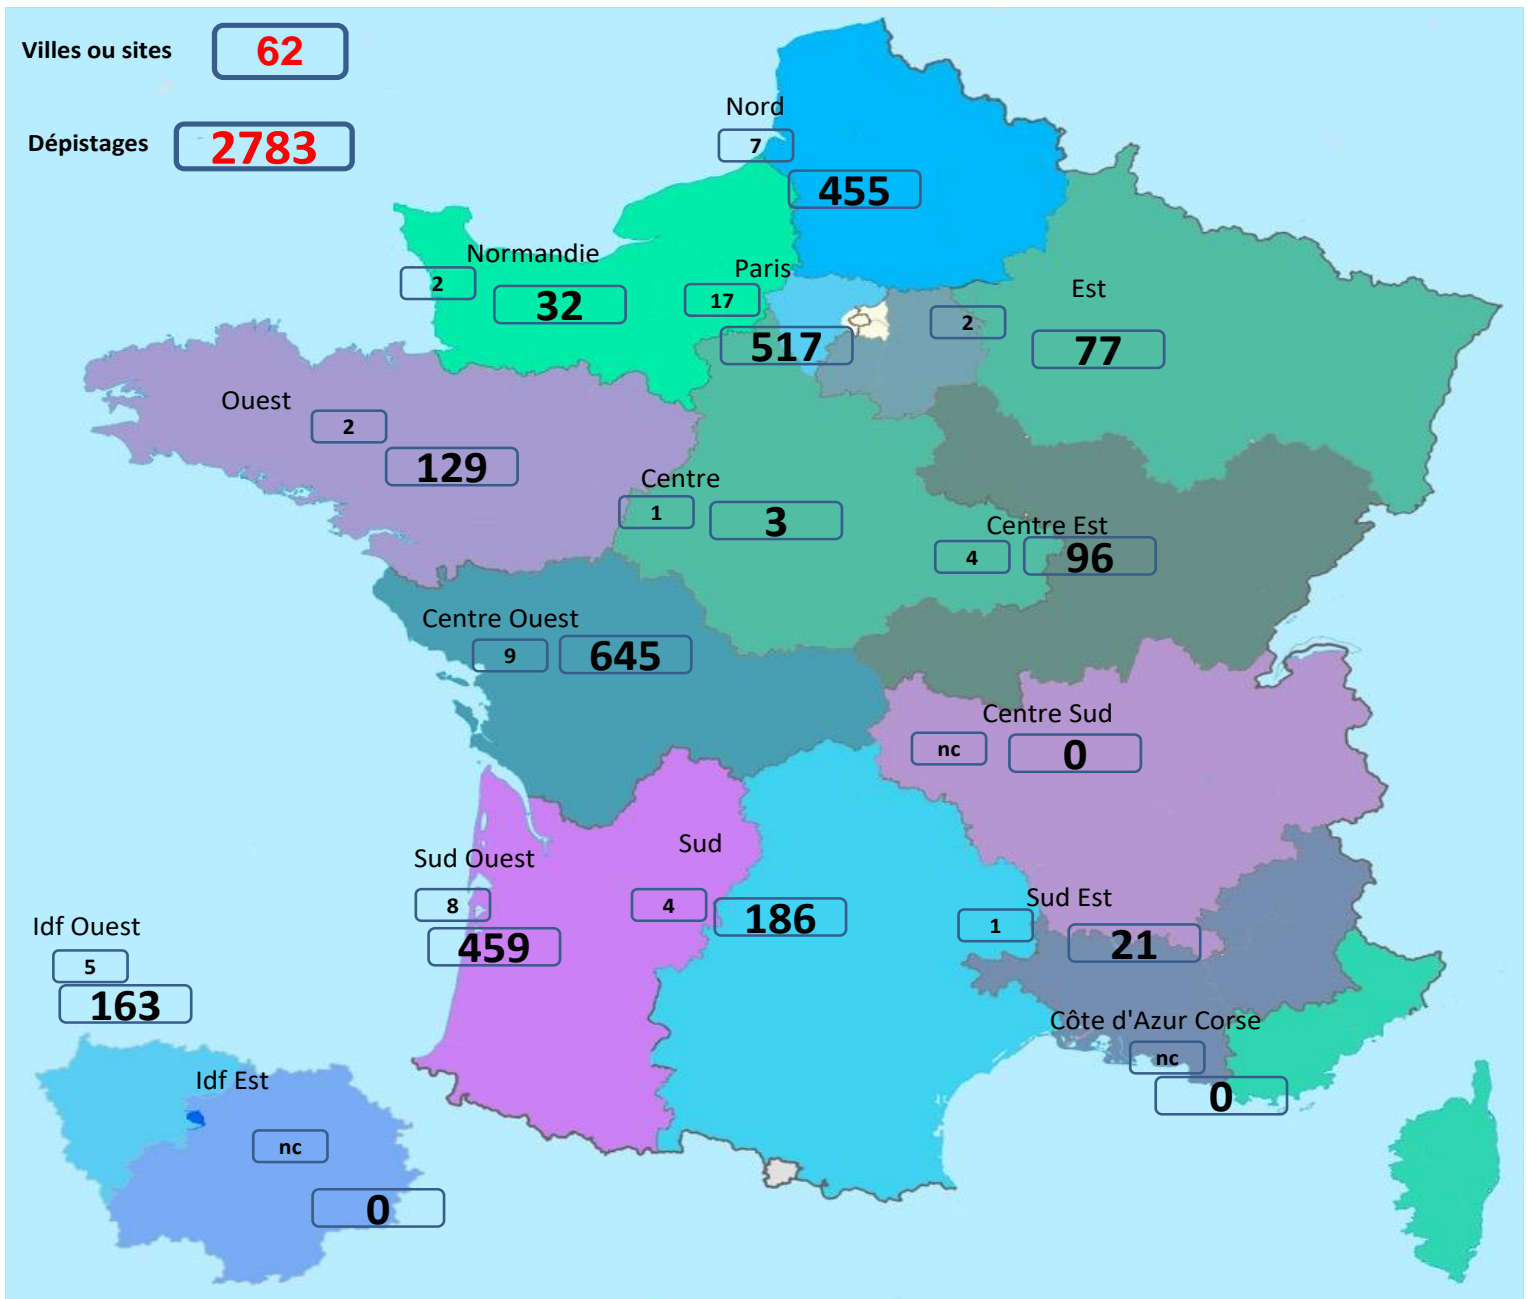 Villes ou sites 62
Dépistages 2783
Nord
7
455
Normandie
2
32
Paris
17
517
Est
2
77
Ouest
2
129
Centre
1
3
Centre Est
4
96
Centre Ouest
9
645
Centre Sud
nc
0
Sud Ouest
8
459
Sud
4
186
Sud Est
1
21
Côte d'Azur Corse
nc
0
Idf Ouest
5
163
Idf Est
nc
0